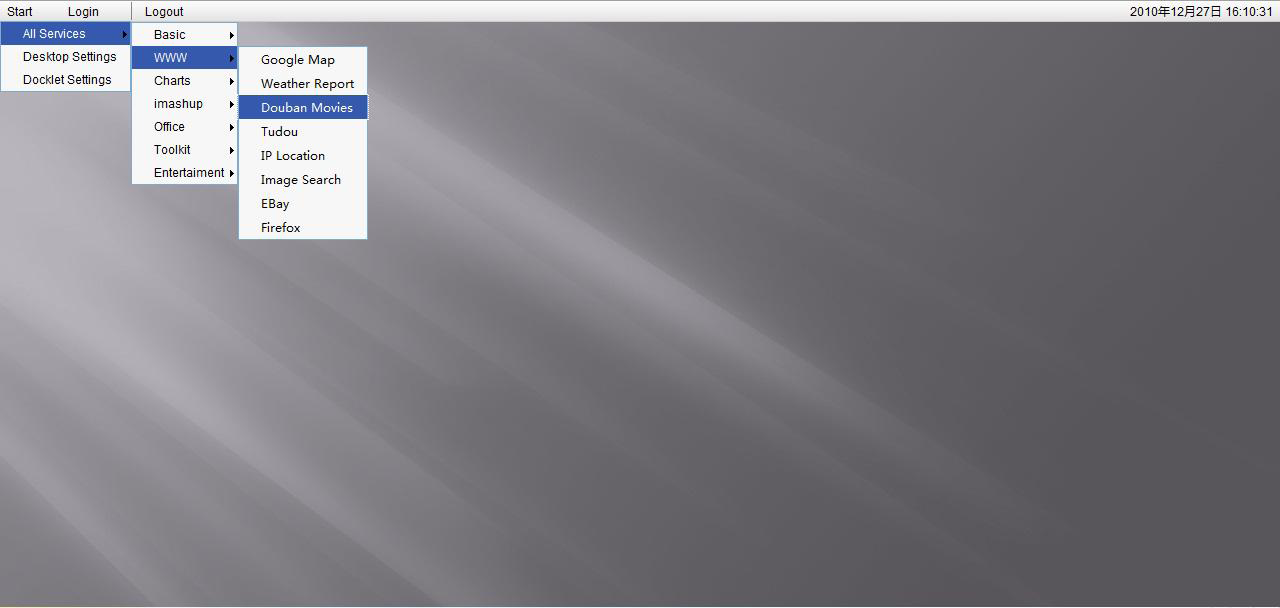 Start Login Logout 2010年12月27日 16:10:31
All Services
Desktop Settings
Docklet Settings
Basic
WWW
Charts
imashup
Office
Toolkit
Entertaiment
Google Map
Weather Report
Douban Movies
Tudou
IP Location
Image Search
EBay
Firefox